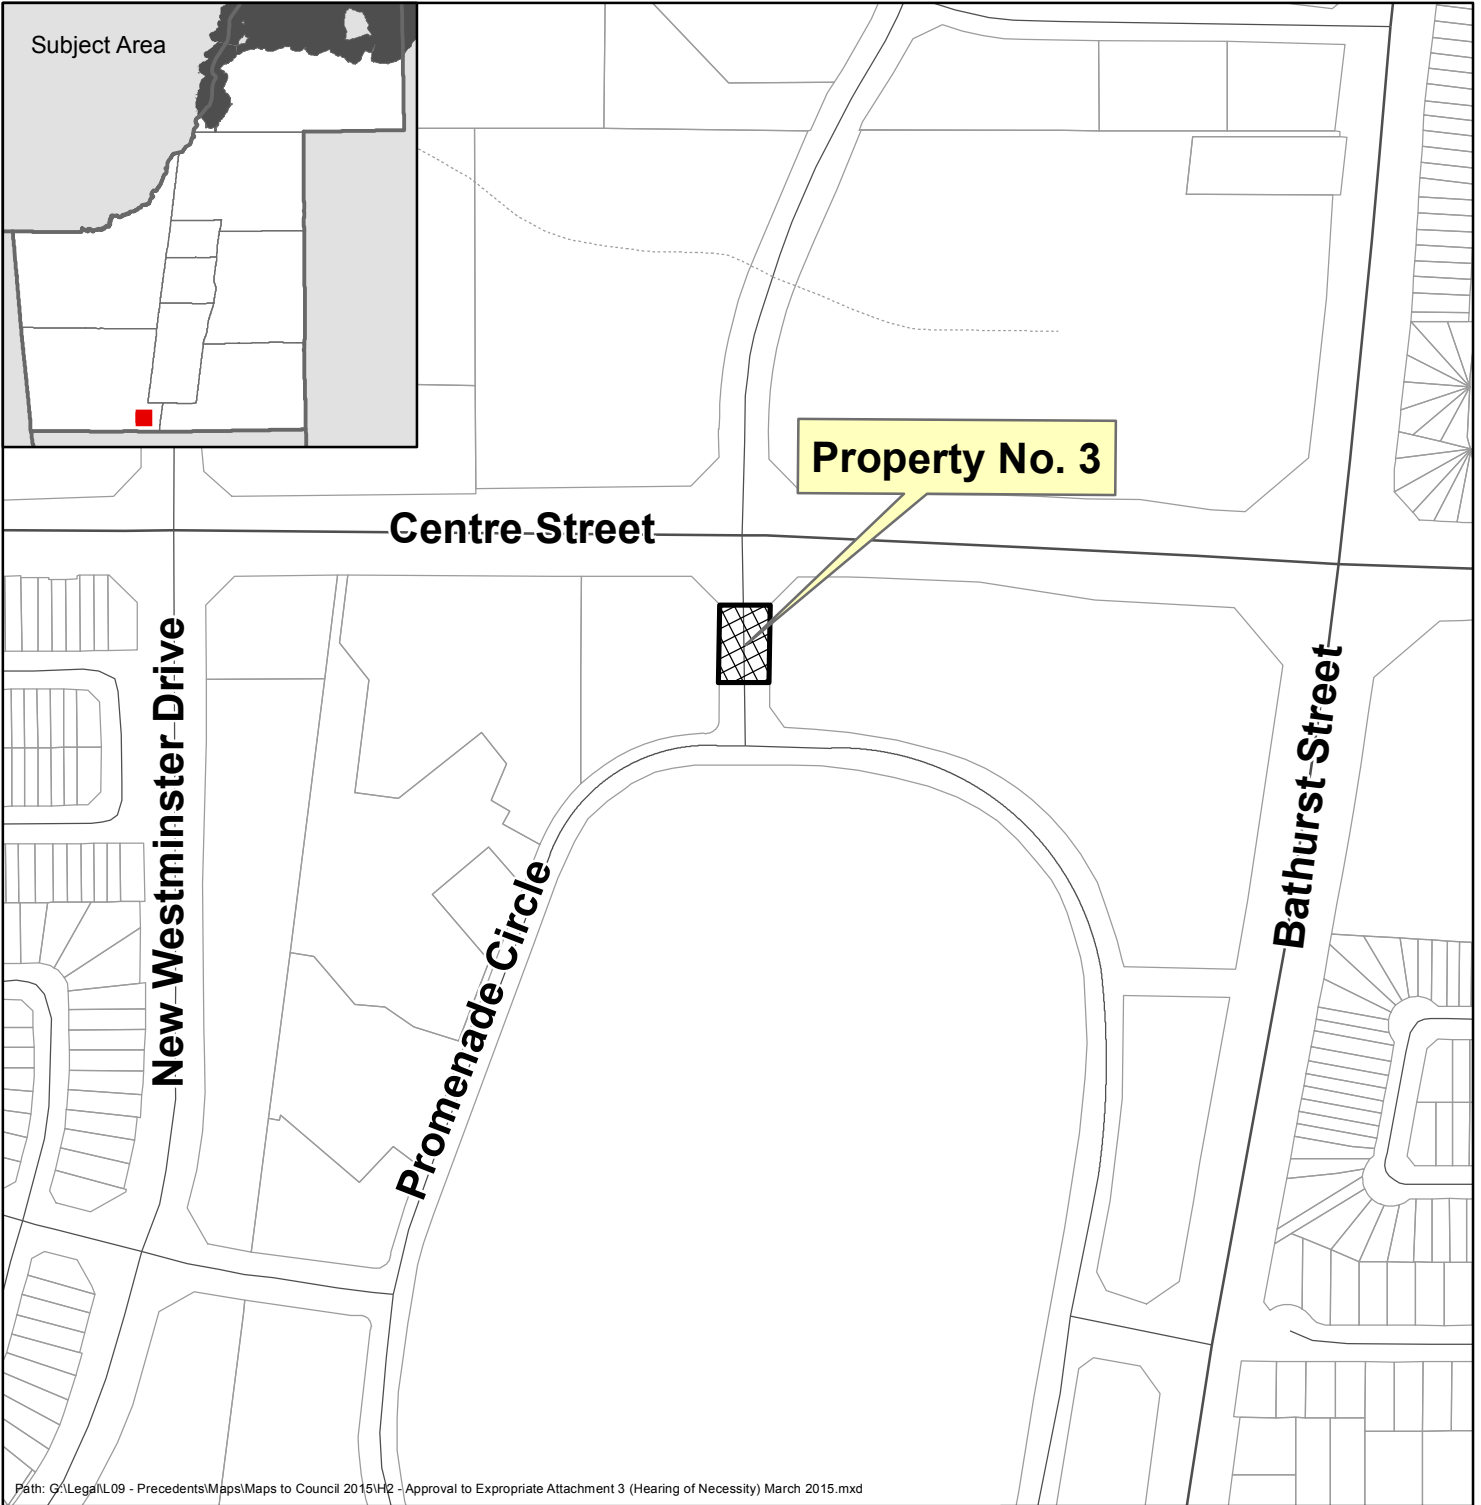 Subject Area
Property No. 3
Centre Street
New Westminster Drive
Bathurst Street
Promenade Circle
Path: G:\Legal\L09 - Precedents\Maps\Maps to Council 2015\H2 - Approval to Expropriate Attachment 3 (Hearing of Necessity) March 2015.mxd